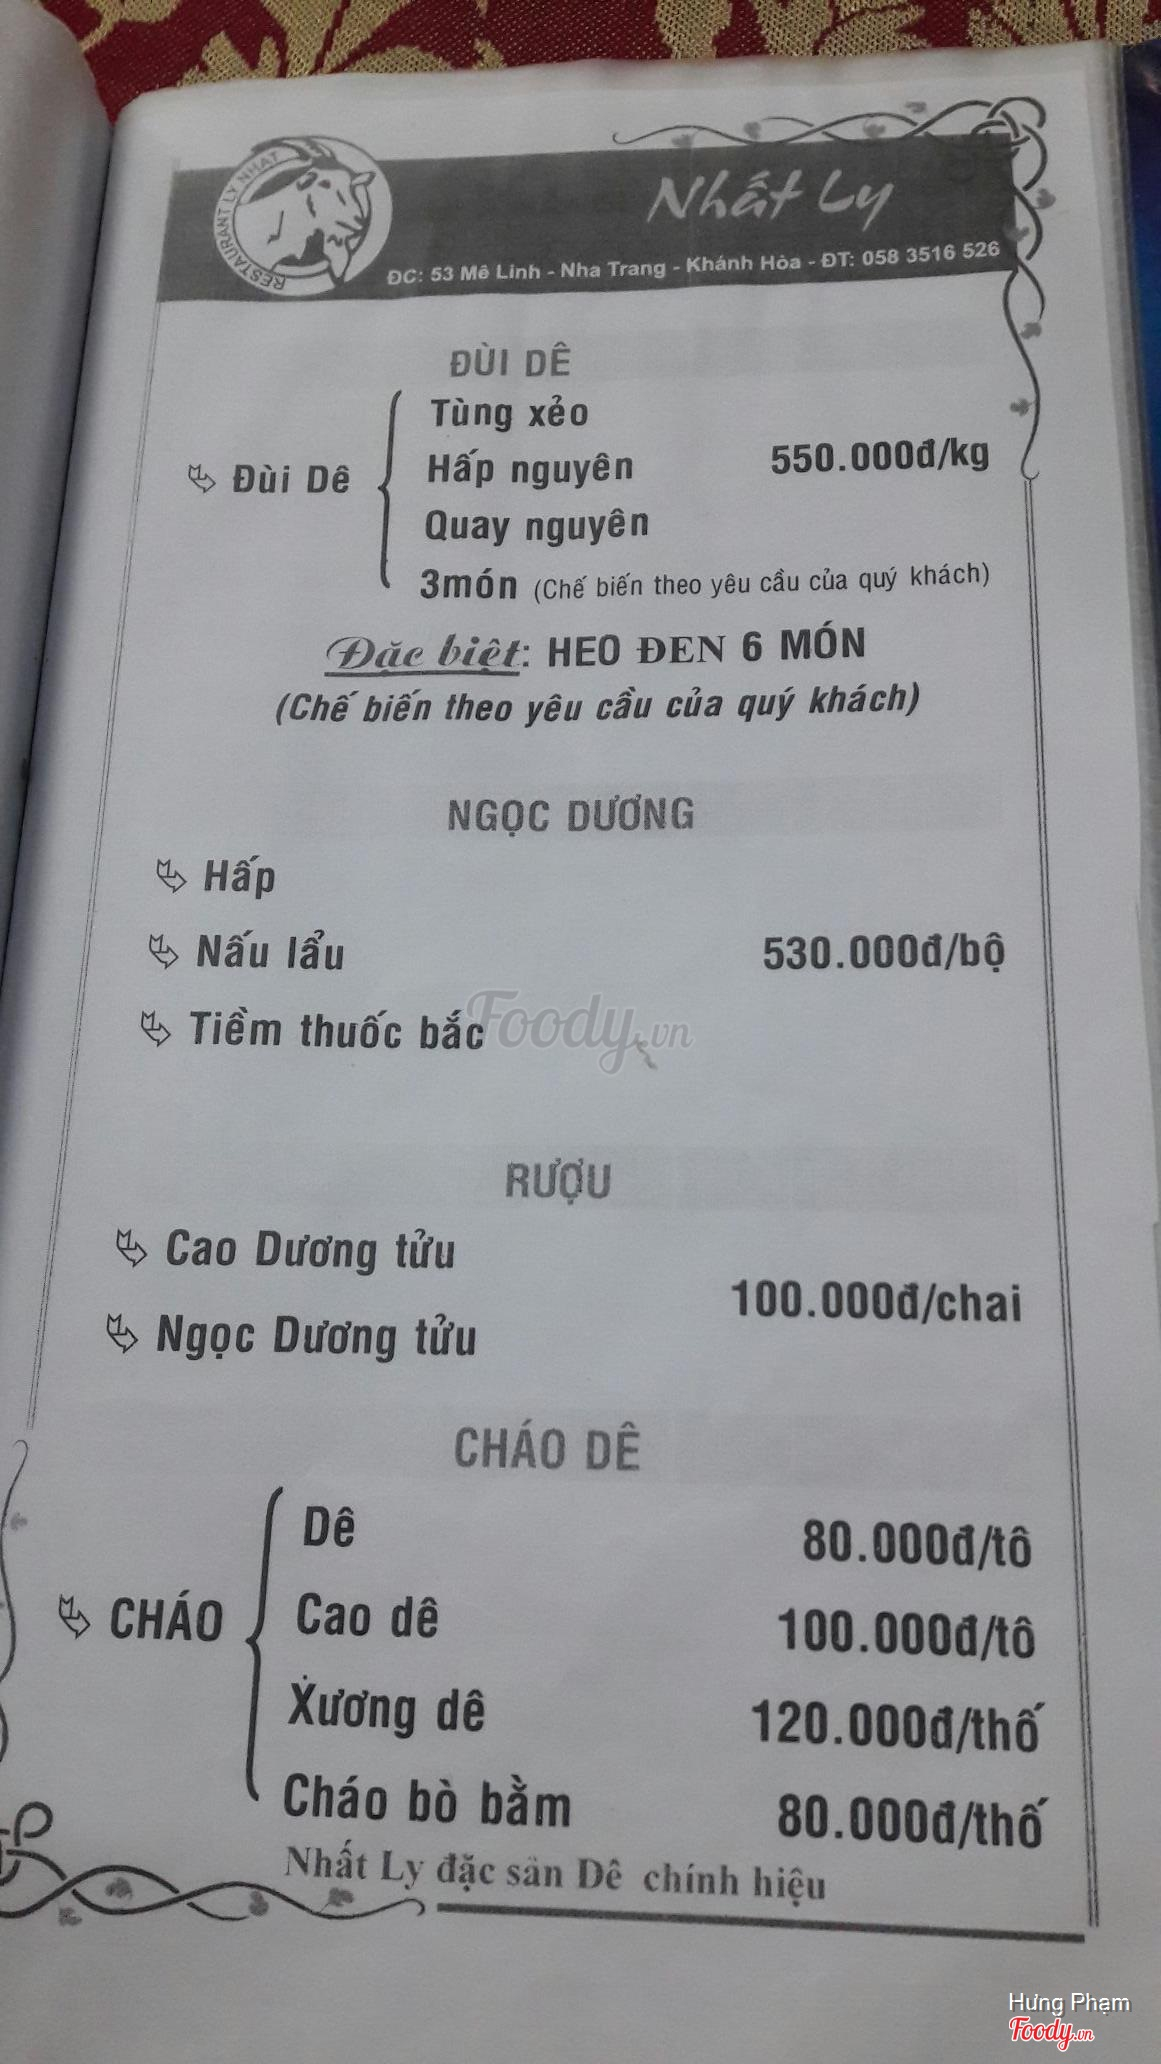 RESTAURANT LY NHAT
Nhất Ly
ĐC: 53 Mê Linh - Nha Trang - Khánh Hòa - ĐT: 058 3516 526
ĐÙI DÊ
Đùi Dê
Tùng xẻo
Hấp nguyên 550.000đ/kg
Quay nguyên
3món (Chế biến theo yêu cầu của quý khách)
Đặc biệt: HEO ĐEN 6 MÓN
(Chế biến theo yêu cầu của quý khách)
NGỌC DƯƠNG
Hấp
Nấu lẩu 530.000đ/bộ
Tiềm thuốc bắc
Foody.vn
RƯỢU
Cao Dương tửu
100.000đ/chai
Ngọc Dương tửu
CHÁO DÊ
CHÁO
Dê 80.000đ/tô
Cao dê 100.000đ/tô
Xương dê 120.000đ/thố
Cháo bò bằm 80.000đ/thố
Nhất Ly đặc sản Dê chính hiệu
Hưng Phạm
Foody.vn